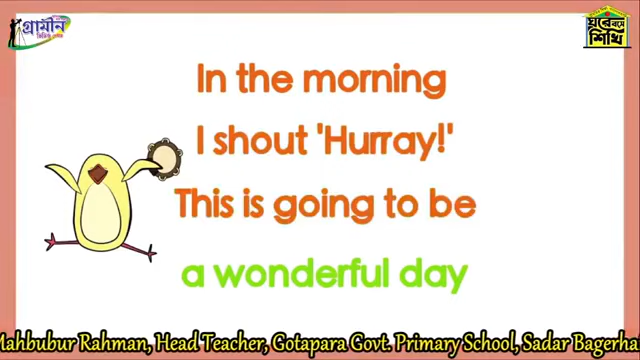 গ্রামীন
ঘরে বসে
শিখি
In the morning
I shout 'Hurray!'
This is going to be
a wonderful day
Mahbubur Rahman, Head Teacher, Gotapara Govt. Primary School, Sadar Bagerha